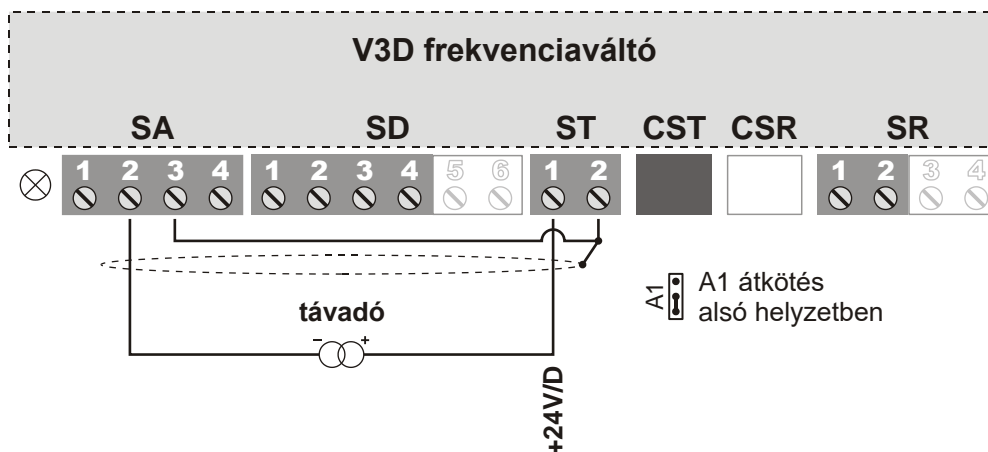 V3D frekvenciaváltó
SA SD ST CST CSR SR
1 2 3 4 1 2 3 4 5 6 1 2 1 2 3 4
A1 A1 átkötés
alsó helyzetben
távadó
- +
+24V/D